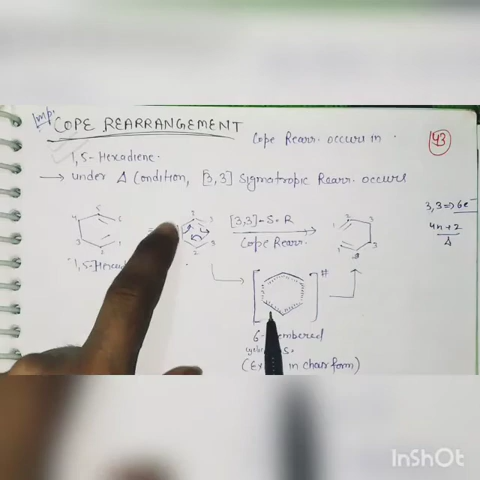 Imp.
COPE REARRANGEMENT
Cope Rearr. occurs in
43
1,5-Hexadiene
→ under Δ Condition, [3,3] Sigmatropic Rearr. occurs
3,3 ⇒ 6e⁻
4n+2
Δ
[3,3]-S.R
Cope Rearr.
#
6-membered
S.
in chair form)
InShOt